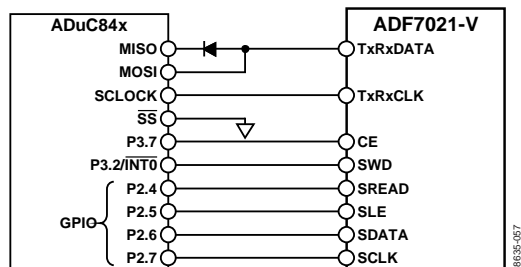 ADuC84x
ADF7021-V
MISO
TxRxDATA
MOSI
SCLOCK
TxRxCLK
SS
P3.7
CE
P3.2/INT0
SWD
P2.4
SREAD
GPIO
P2.5
SLE
P2.6
SDATA
P2.7
SCLK
8635-057